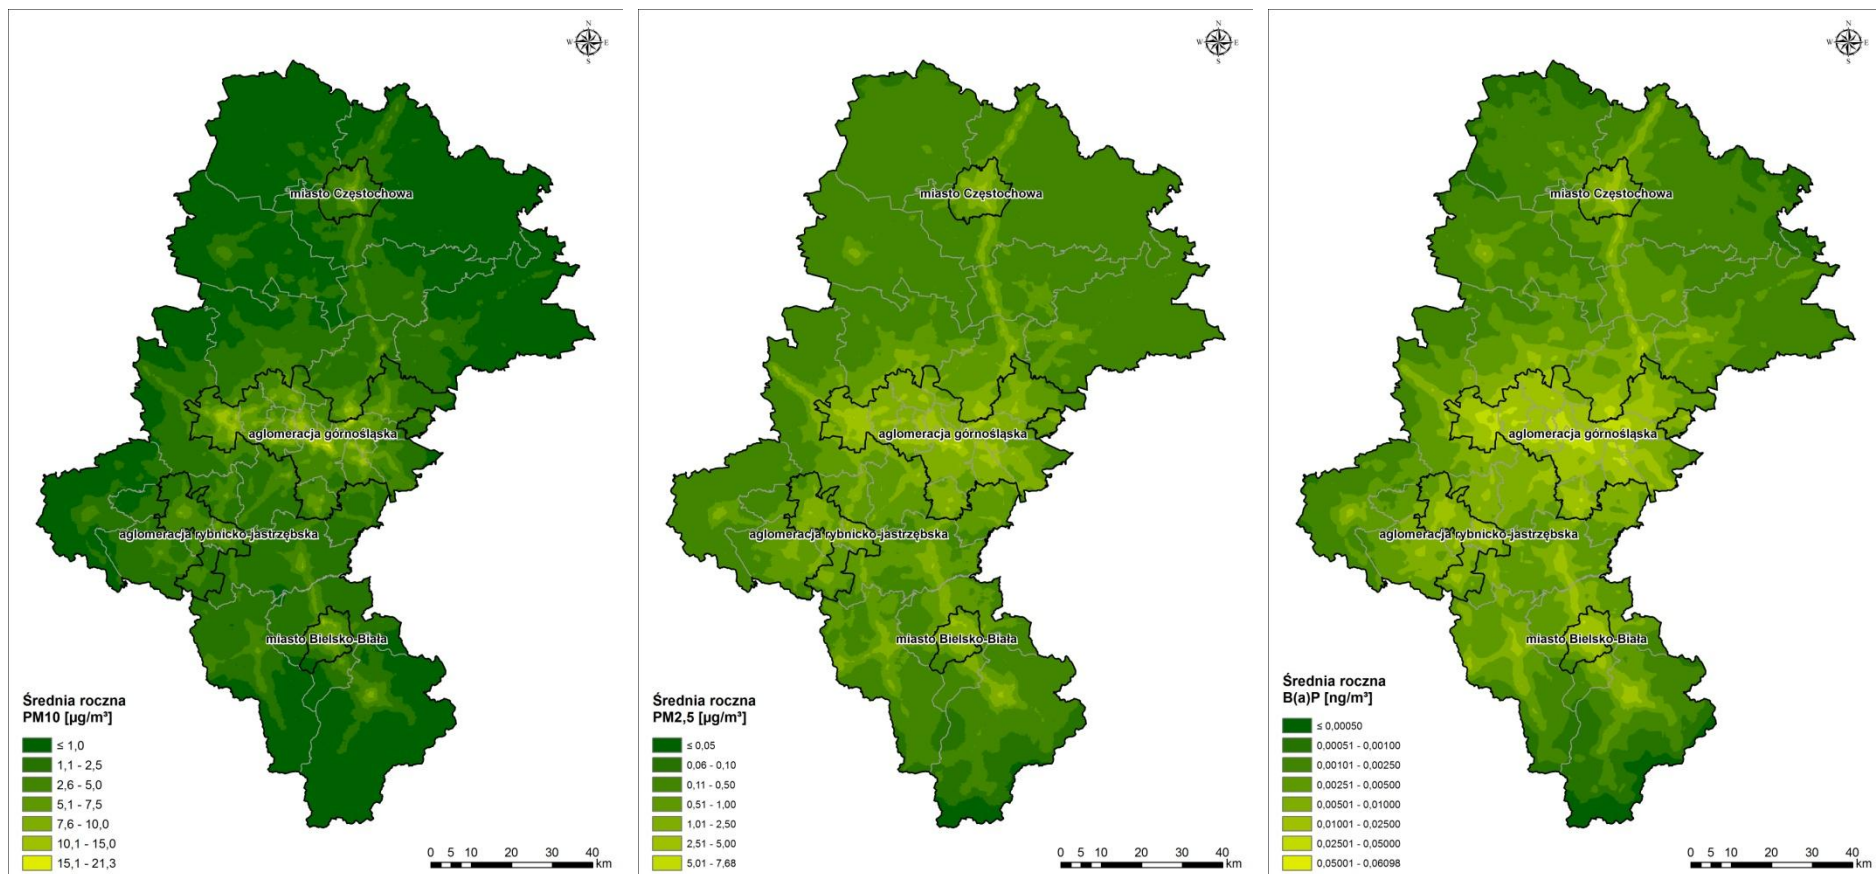 N
W E
S
miasto Częstochowa
aglomeracja górnośląska
aglomeracja rybnicko-jastrzębska
miasto Bielsko-Biała
Średnia roczna
PM10 [µg/m³]
≤ 1,0
1,1 - 2,5
2,6 - 5,0
5,1 - 7,5
7,6 - 10,0
10,1 - 15,0
15,1 - 21,3
0 5 10 20 30 40
km
N
W E
S
miasto Częstochowa
aglomeracja górnośląska
aglomeracja rybnicko-jastrzębska
miasto Bielsko-Biała
Średnia roczna
PM2,5 [µg/m³]
≤ 0,05
0,06 - 0,10
0,11 - 0,50
0,51 - 1,00
1,01 - 2,50
2,51 - 5,00
5,01 - 7,68
0 5 10 20 30 40
km
N
W E
S
miasto Częstochowa
aglomeracja górnośląska
aglomeracja rybnicko-jastrzębska
miasto Bielsko-Biała
Średnia roczna
B(a)P [ng/m³]
≤ 0,00050
0,00051 - 0,00100
0,00101 - 0,00250
0,00251 - 0,00500
0,00501 - 0,01000
0,01001 - 0,02500
0,02501 - 0,05000
0,05001 - 0,06098
0 5 10 20 30 40
km